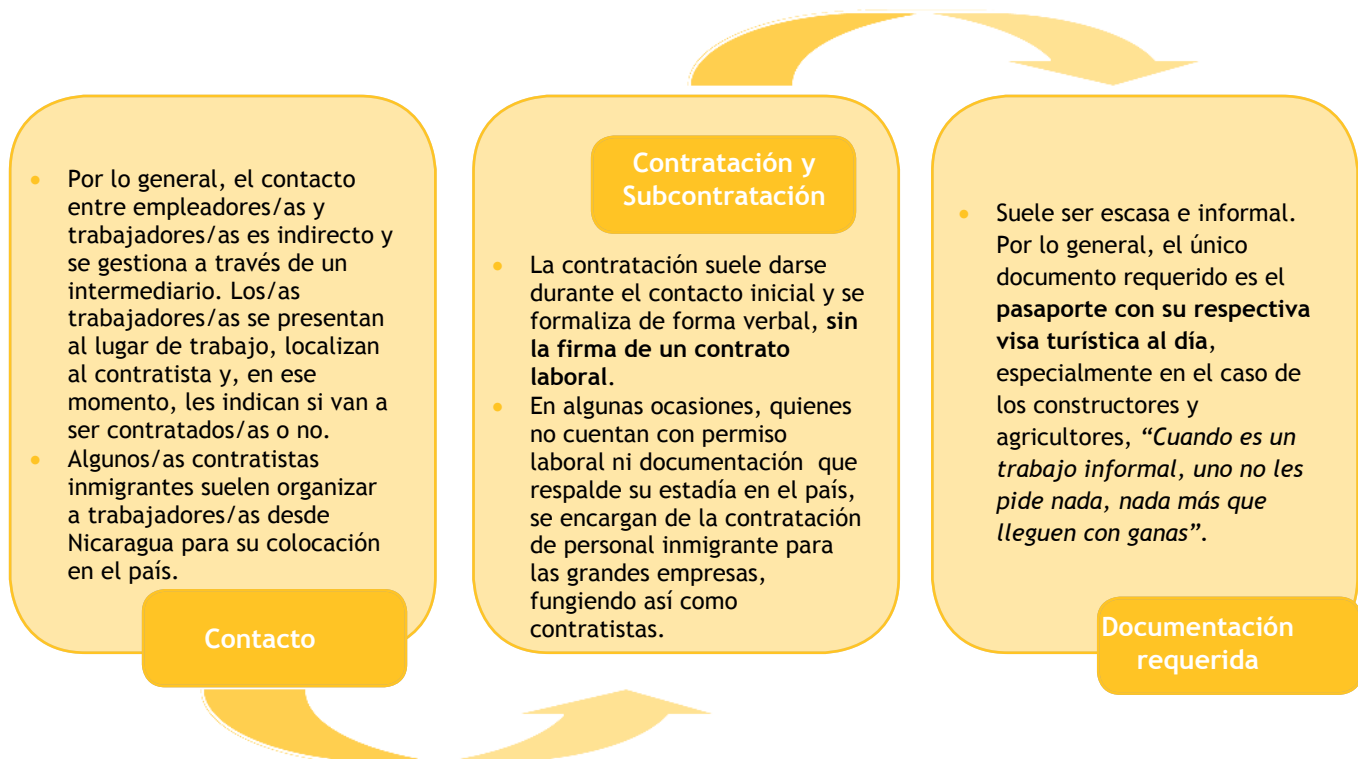 Por lo general, el contacto
entre empleadores/as y
trabajadores/as es indirecto y
se gestiona a través de un
intermediario. Los/as
trabajadores/as se presentan
al lugar de trabajo, localizan
al contratista y, en ese
momento, les indican si van a
ser contratados/as o no.
Algunos/as contratistas
inmigrantes suelen organizar
a trabajadores/as desde
Nicaragua para su colocación
en el país.
Contacto
Contratación y
Subcontratación
La contratación suele darse
durante el contacto inicial y se
formaliza de forma verbal, sin
la firma de un contrato
laboral.
En algunas ocasiones, quienes
no cuentan con permiso
laboral ni documentación que
respalde su estadía en el país,
se encargan de la contratación
de personal inmigrante para
las grandes empresas,
fungiendo así como
contratistas.
Suele ser escasa e informal.
Por lo general, el único
documento requerido es el
pasaporte con su respectiva
visa turística al día,
especialmente en el caso de
los constructores y
agricultores, “Cuando es un
trabajo informal, uno no les
pide nada, nada más que
lleguen con ganas”.
Documentación
requerida